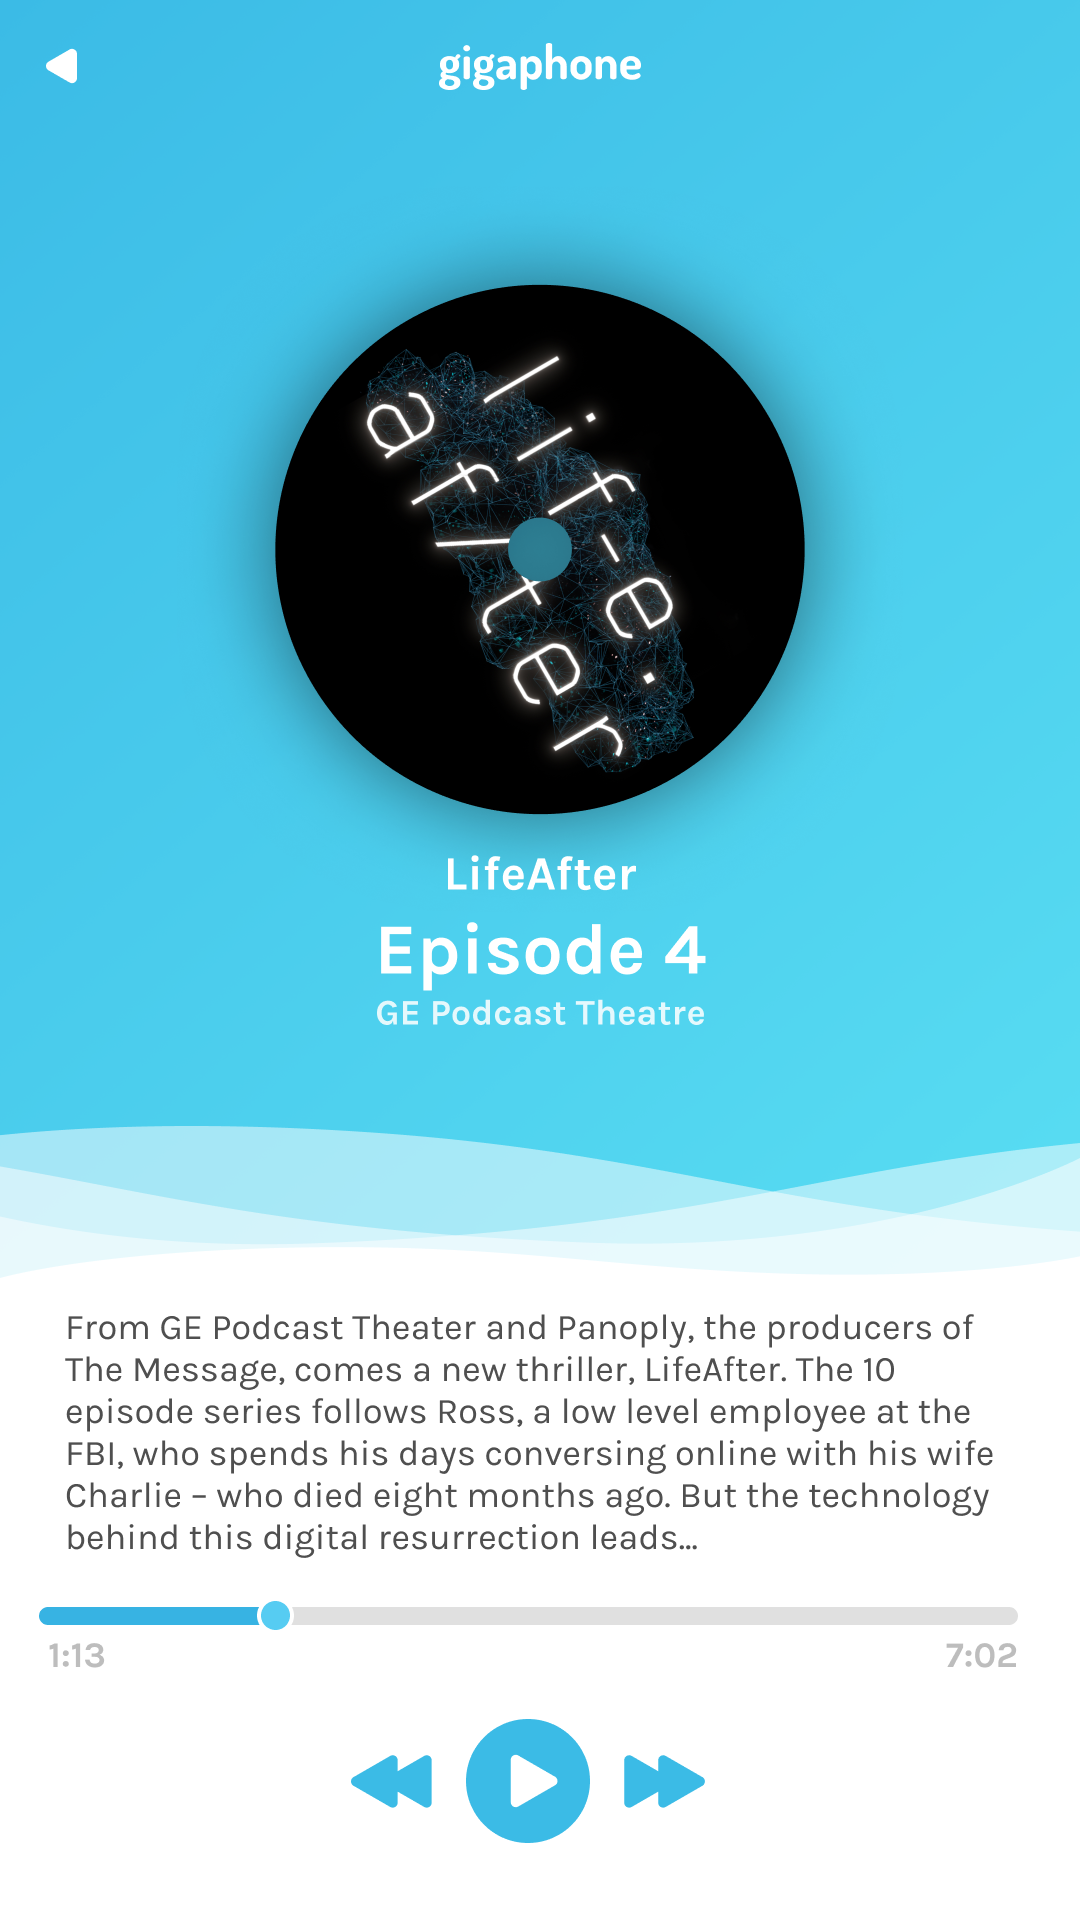 gigaphone
l i f-e.
a f/t e r
LifeAfter
Episode 4
GE Podcast Theatre
From GE Podcast Theater and Panoply, the producers of
The Message, comes a new thriller, LifeAfter. The 10
episode series follows Ross, a low level employee at the
FBI, who spends his days conversing online with his wife
Charlie – who died eight months ago. But the technology
behind this digital resurrection leads...
1:13
7:02